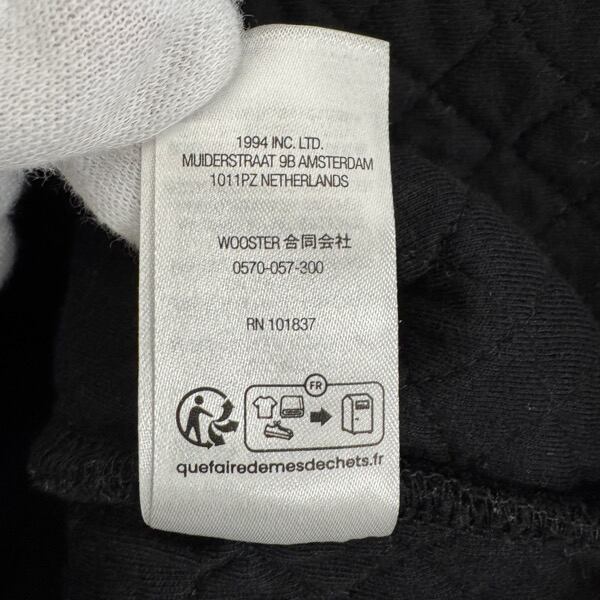 1994 INC. LTD.
MUIDERSTRAAT 9B AMSTERDAM
1011PZ NETHERLANDS
WOOSTER 合同会社
0570-057-300
RN 101837
FR
quefairedemesdechets.fr